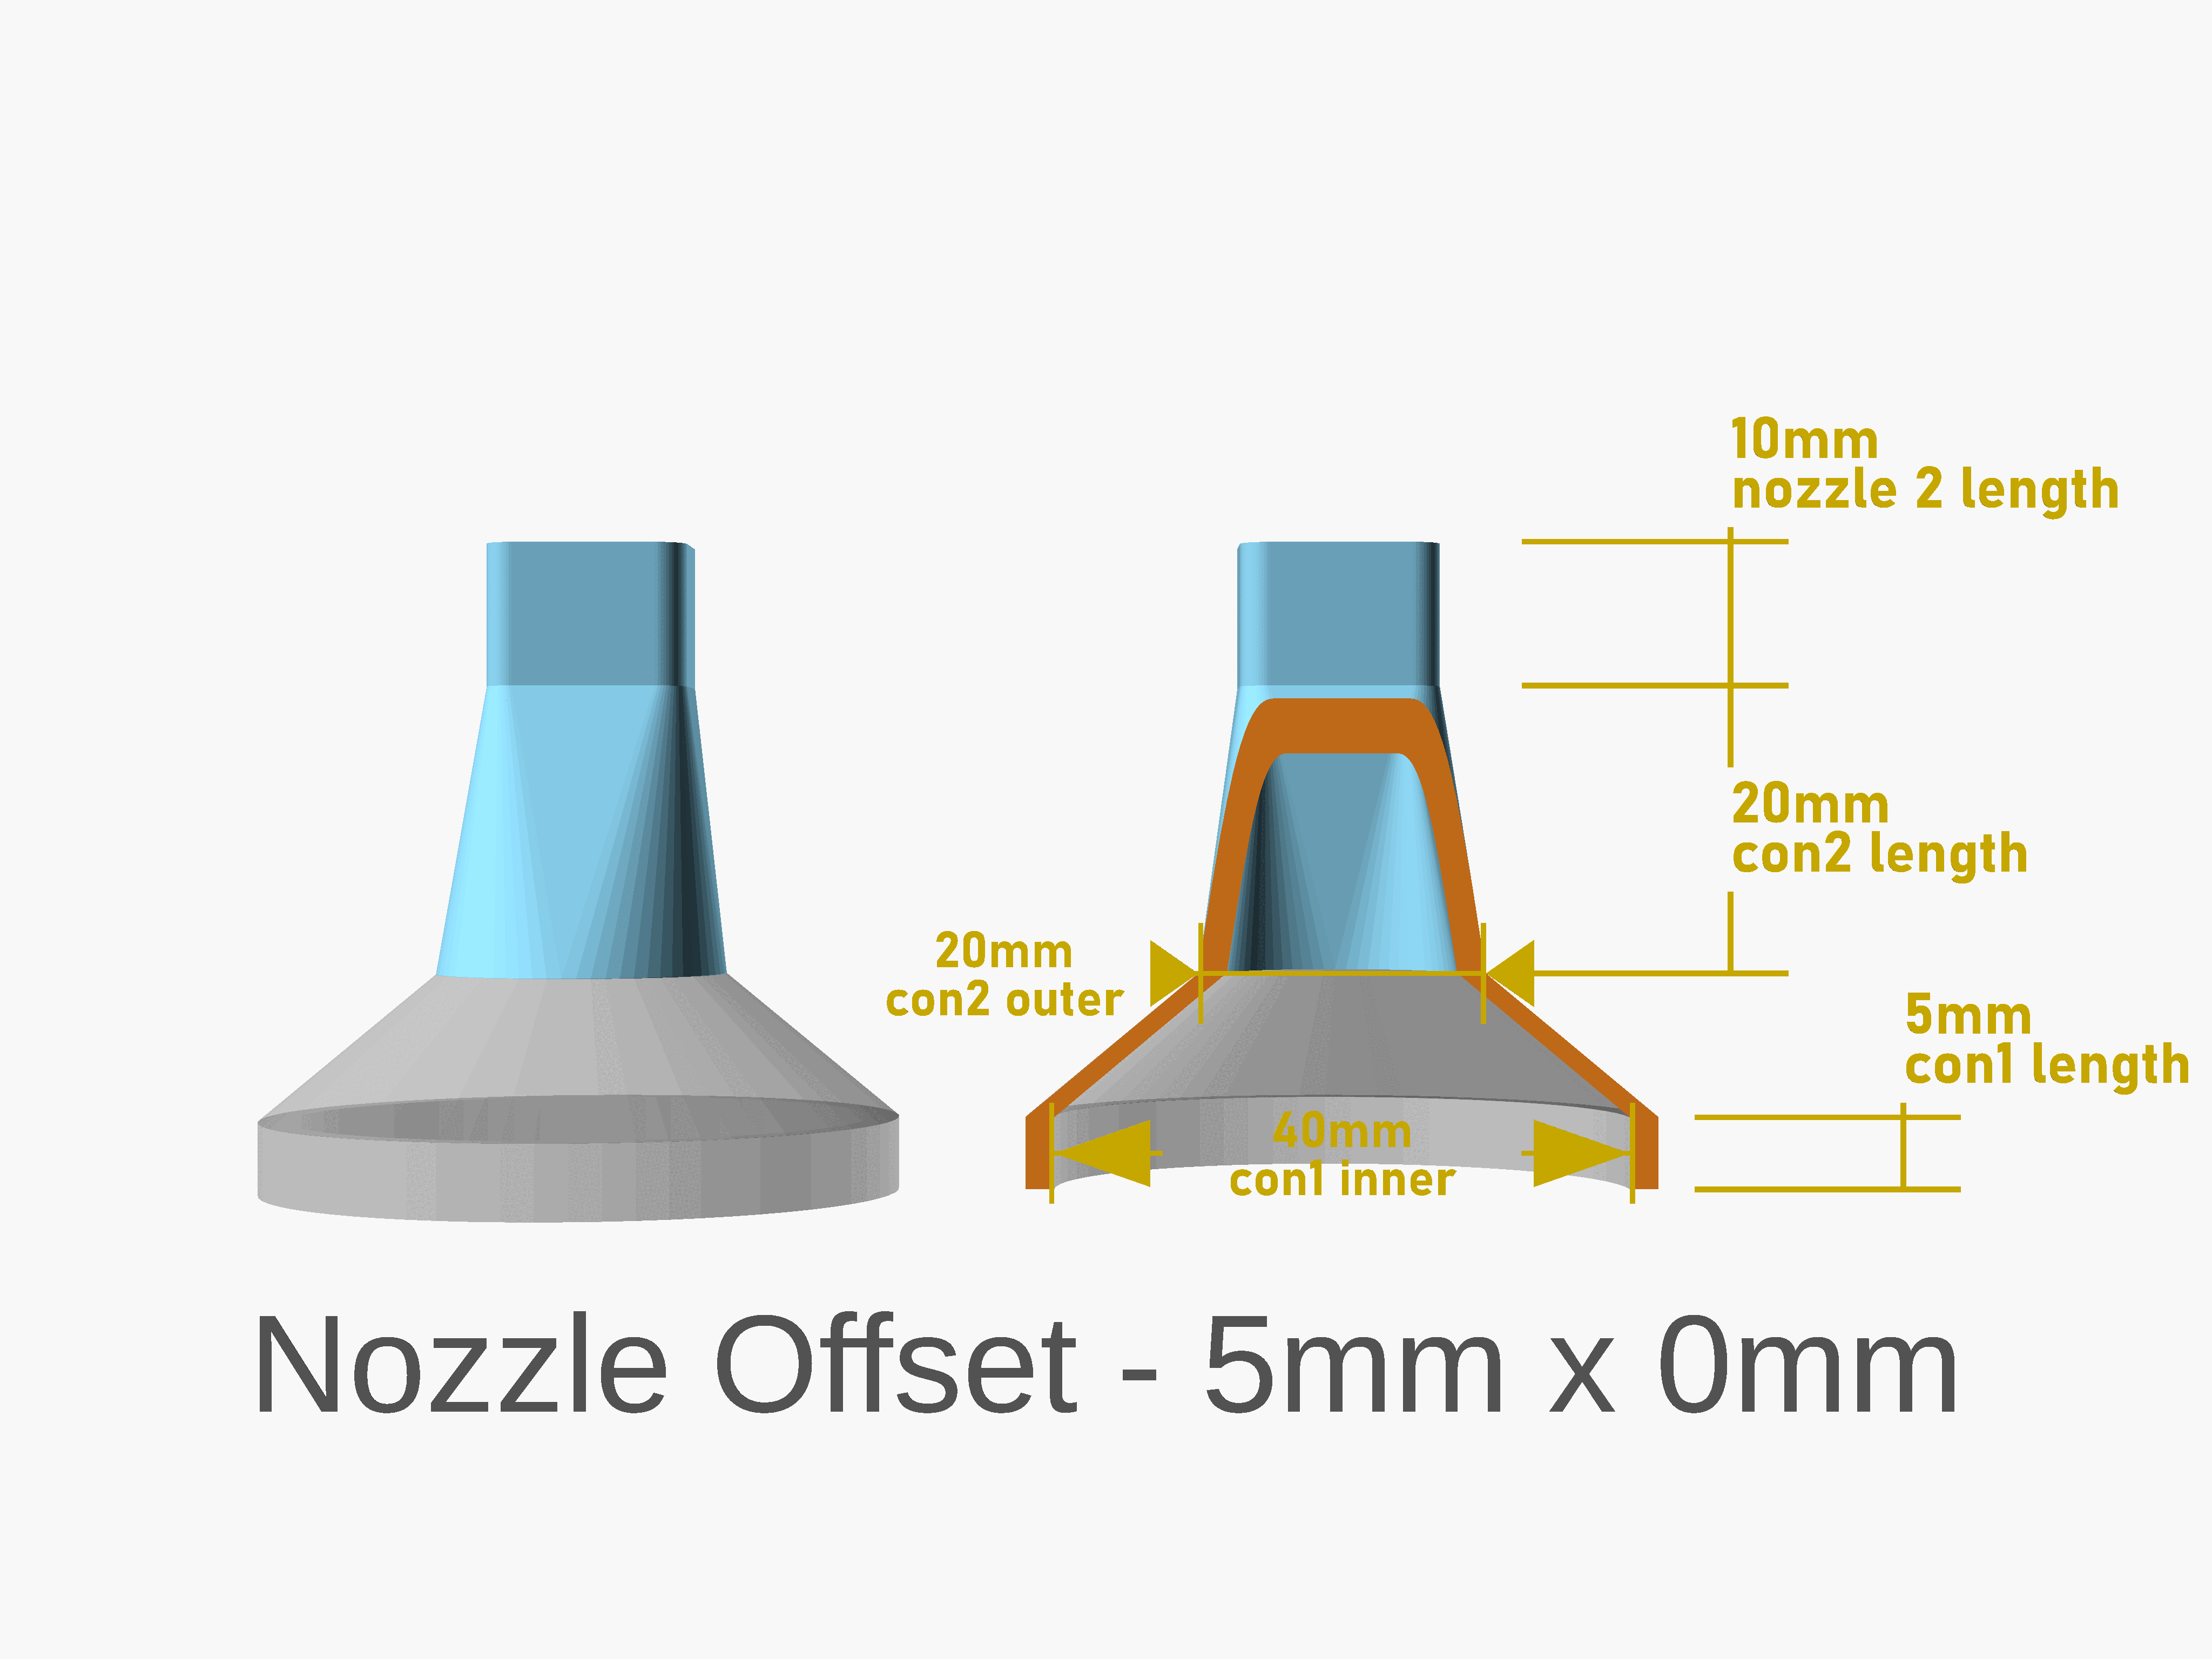 10mm
nozzle 2 length
20mm
con2 length
20mm
con2 outer
5mm
con1 length
40mm
con1 inner
Nozzle Offset - 5mm x 0mm